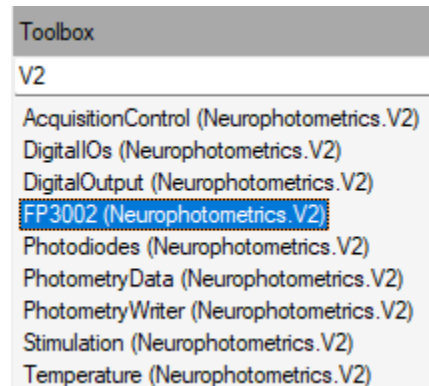 Toolbox
V2
AcquisitionControl (Neurophotometrics.V2)
DigitalIOs (Neurophotometrics.V2)
DigitalOutput (Neurophotometrics.V2)
FP3002 (Neurophotometrics.V2)
Photodiodes (Neurophotometrics.V2)
PhotometryData (Neurophotometrics.V2)
PhotometryWriter (Neurophotometrics.V2)
Stimulation (Neurophotometrics.V2)
Temperature (Neurophotometrics.V2)